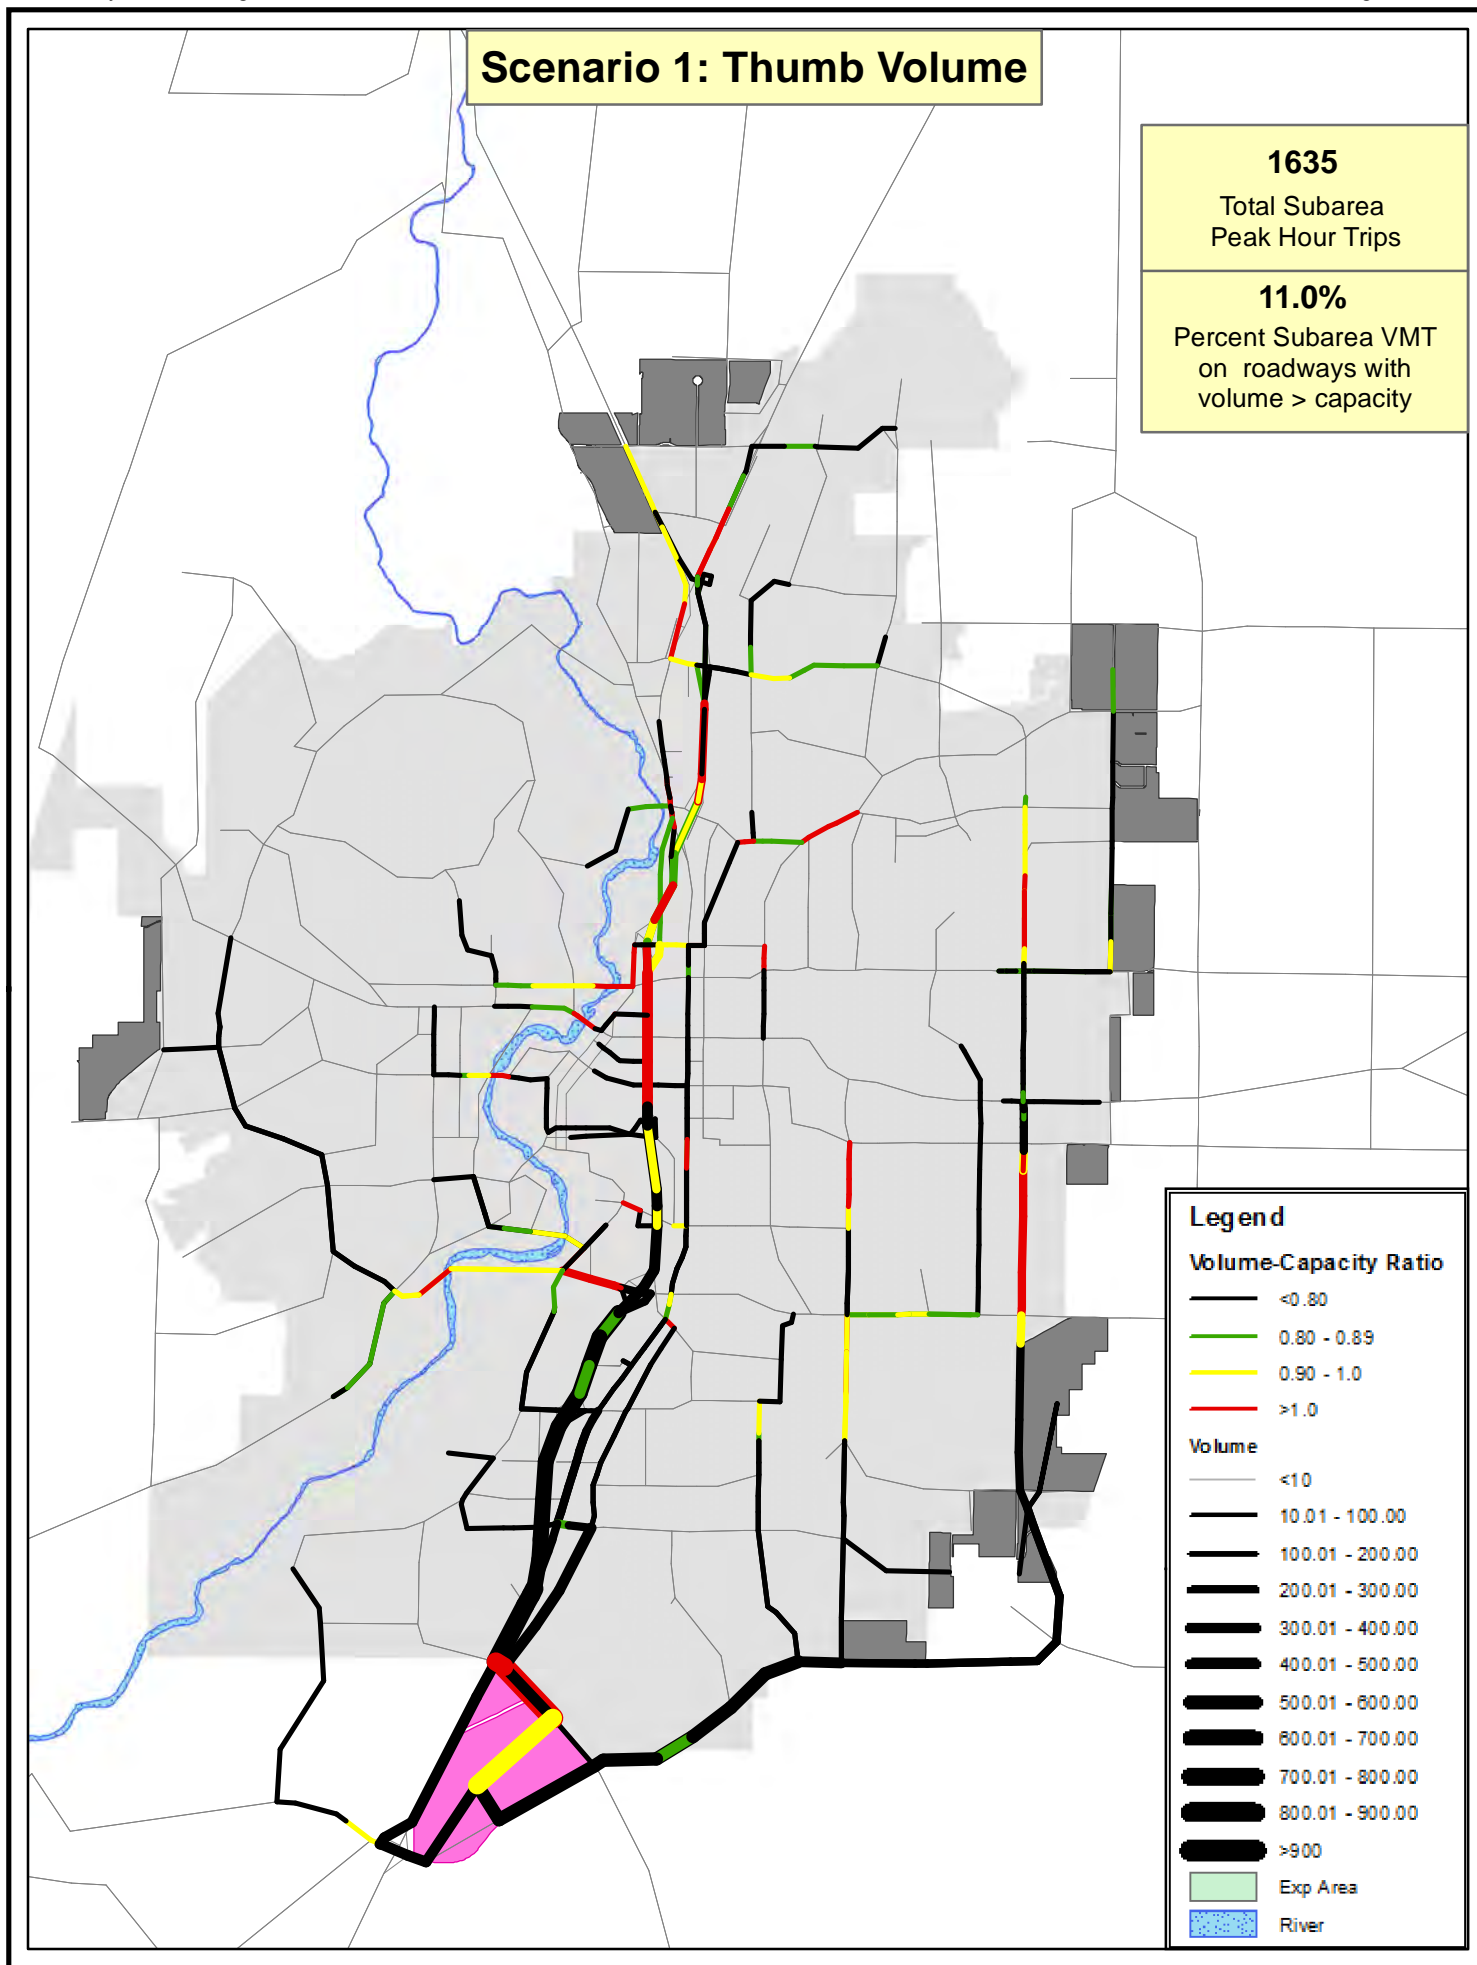 Scenario 1: Thumb Volume
1635
Total Subarea
Peak Hour Trips
11.0%
Percent Subarea VMT
on roadways with
volume > capacity
Legend
Volume-Capacity Ratio
<0.80
0.80 - 0.89
0.90 - 1.0
>1.0
Volume
<10
10.01 - 100.00
100.01 - 200.00
200.01 - 300.00
300.01 - 400.00
400.01 - 500.00
500.01 - 600.00
600.01 - 700.00
700.01 - 800.00
800.01 - 900.00
>900
Exp Area
River